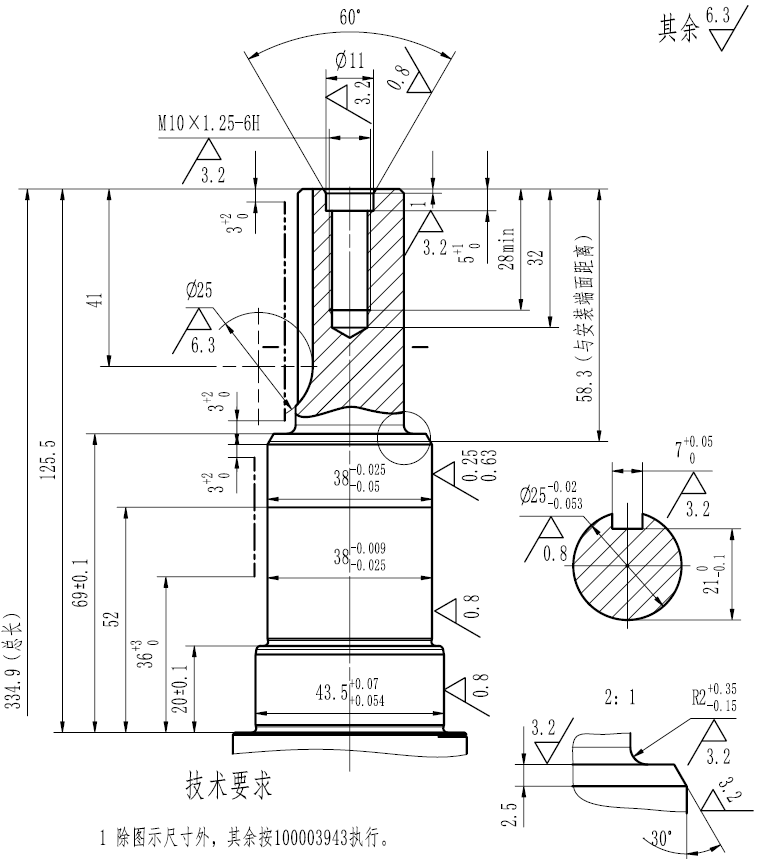 60°
其余 6.3
Ø11
3.2
0.8
M10×1.25-6H
3.2
3 +2 0
1
3.2
5 +1 0
28min
32
58.3(与安装端面距离)
41
Ø25
6.3
3 +2 0
3 +2 0
125.5
38 -0.025 -0.05
0.25
0.63
7 +0.05 0
3.2
Ø25 -0.02 -0.053
0.8
21 0 -0.1
38 -0.009 -0.025
0.8
69±0.1
52
36 +3 0
20±0.1
334.9(总长)
43.5 +0.07 +0.054
0.8
2:1
R2 +0.35 -0.15
3.2
3.2
3.2
2.5
30°
技术要求
1 除图示尺寸外，其余按100003943执行。